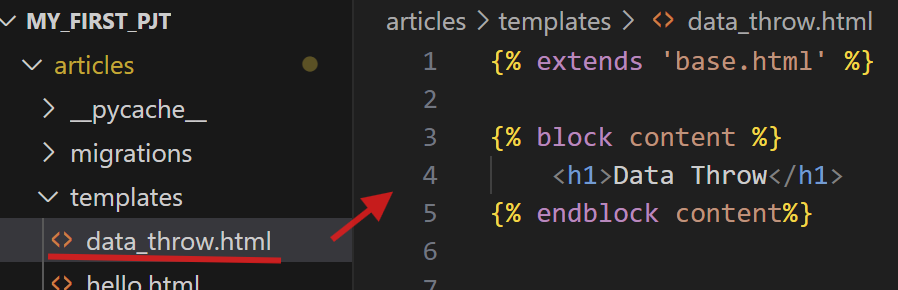 MY_FIRST_PJT
articles
__pycache__
migrations
templates
data_throw.html
hello.html
articles > templates > data_throw.html
1 {% extends 'base.html' %}
2
3 {% block content %}
4 <h1>Data Throw</h1>
5 {% endblock content%}
6
7